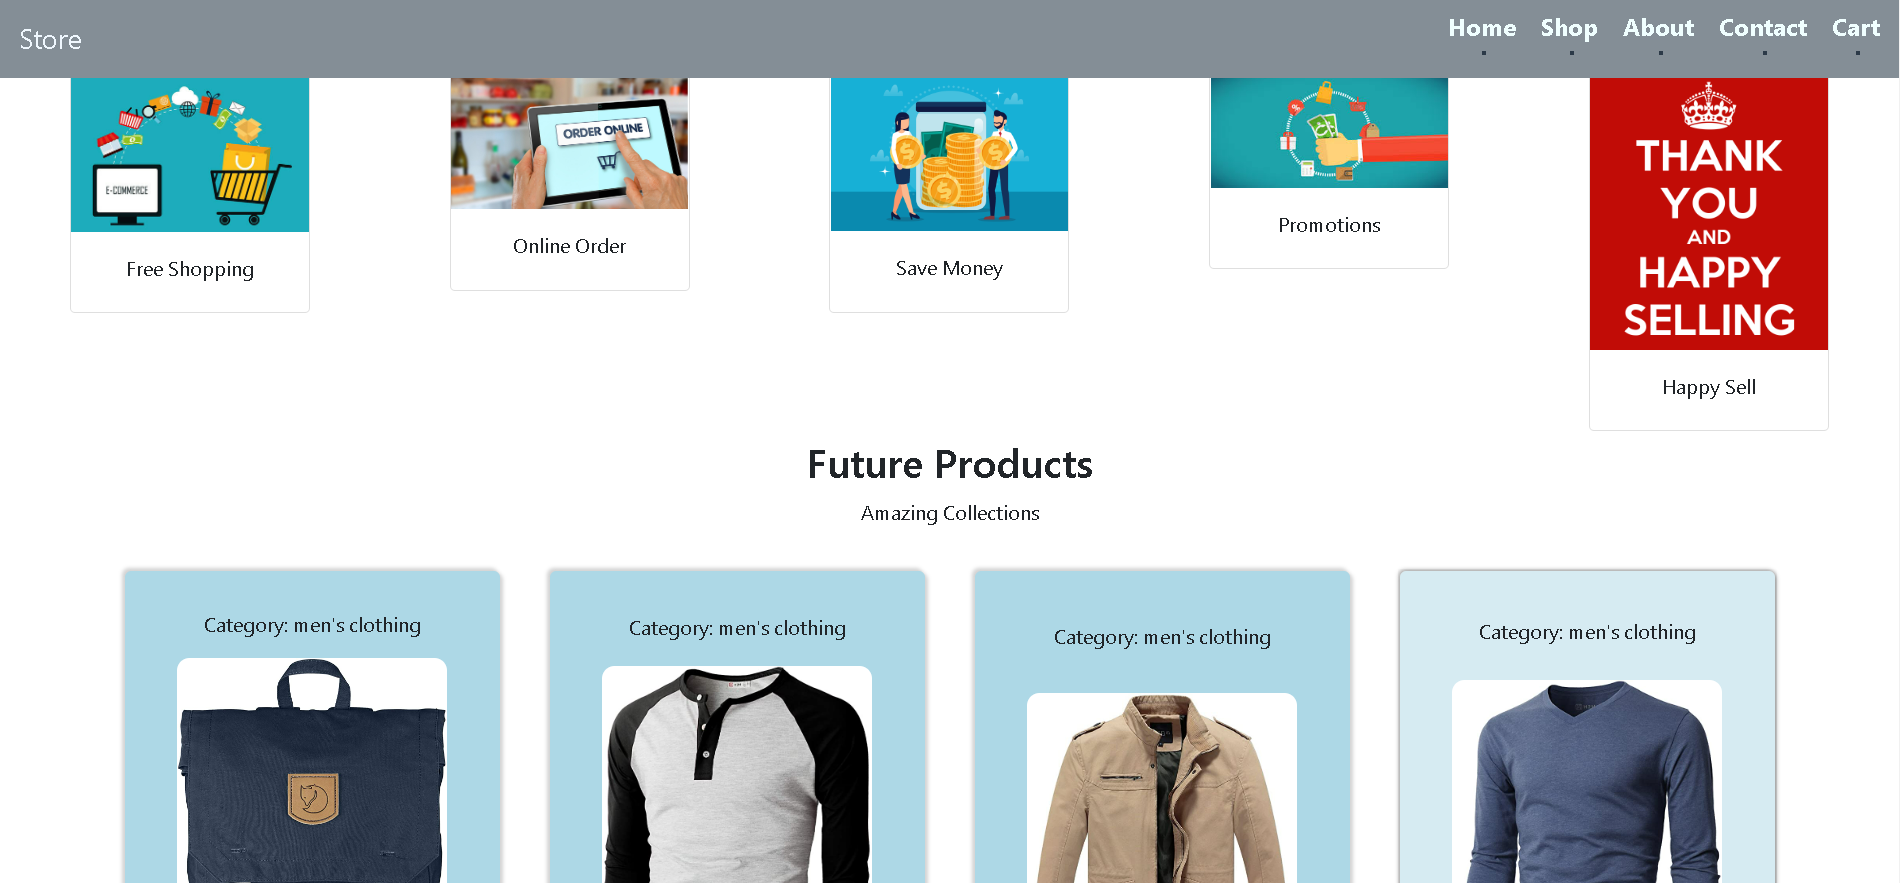 Store
Home Shop About Contact Cart
E-COMMERCE
Free Shopping
ORDER ONLINE
Online Order
Save Money
Promotions
THANK
YOU
AND
HAPPY
SELLING
Happy Sell
Future Products
Amazing Collections
Category: men's clothing
Category: men's clothing
Category: men's clothing
Category: men's clothing